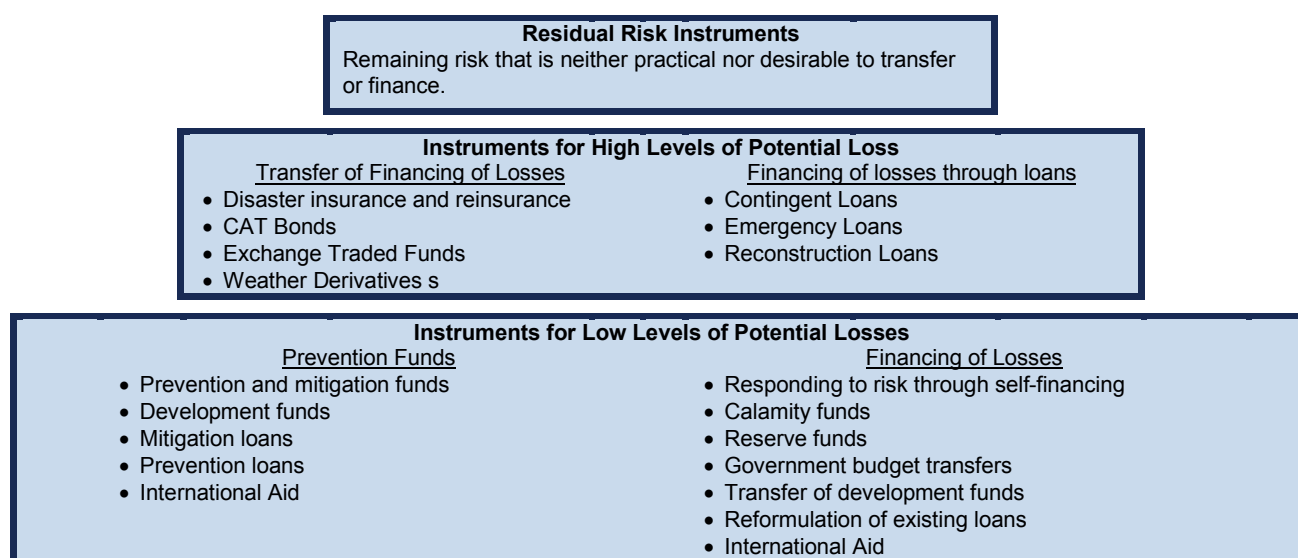 Residual Risk Instruments
Remaining risk that is neither practical nor desirable to transfer
or finance.
Instruments for High Levels of Potential Loss
Transfer of Financing of Losses
• Disaster insurance and reinsurance
• CAT Bonds
• Exchange Traded Funds
• Weather Derivatives s
Financing of losses through loans
• Contingent Loans
• Emergency Loans
• Reconstruction Loans
Instruments for Low Levels of Potential Losses
Prevention Funds
• Prevention and mitigation funds
• Development funds
• Mitigation loans
• Prevention loans
• International Aid
Financing of Losses
• Responding to risk through self-financing
• Calamity funds
• Reserve funds
• Government budget transfers
• Transfer of development funds
• Reformulation of existing loans
• International Aid